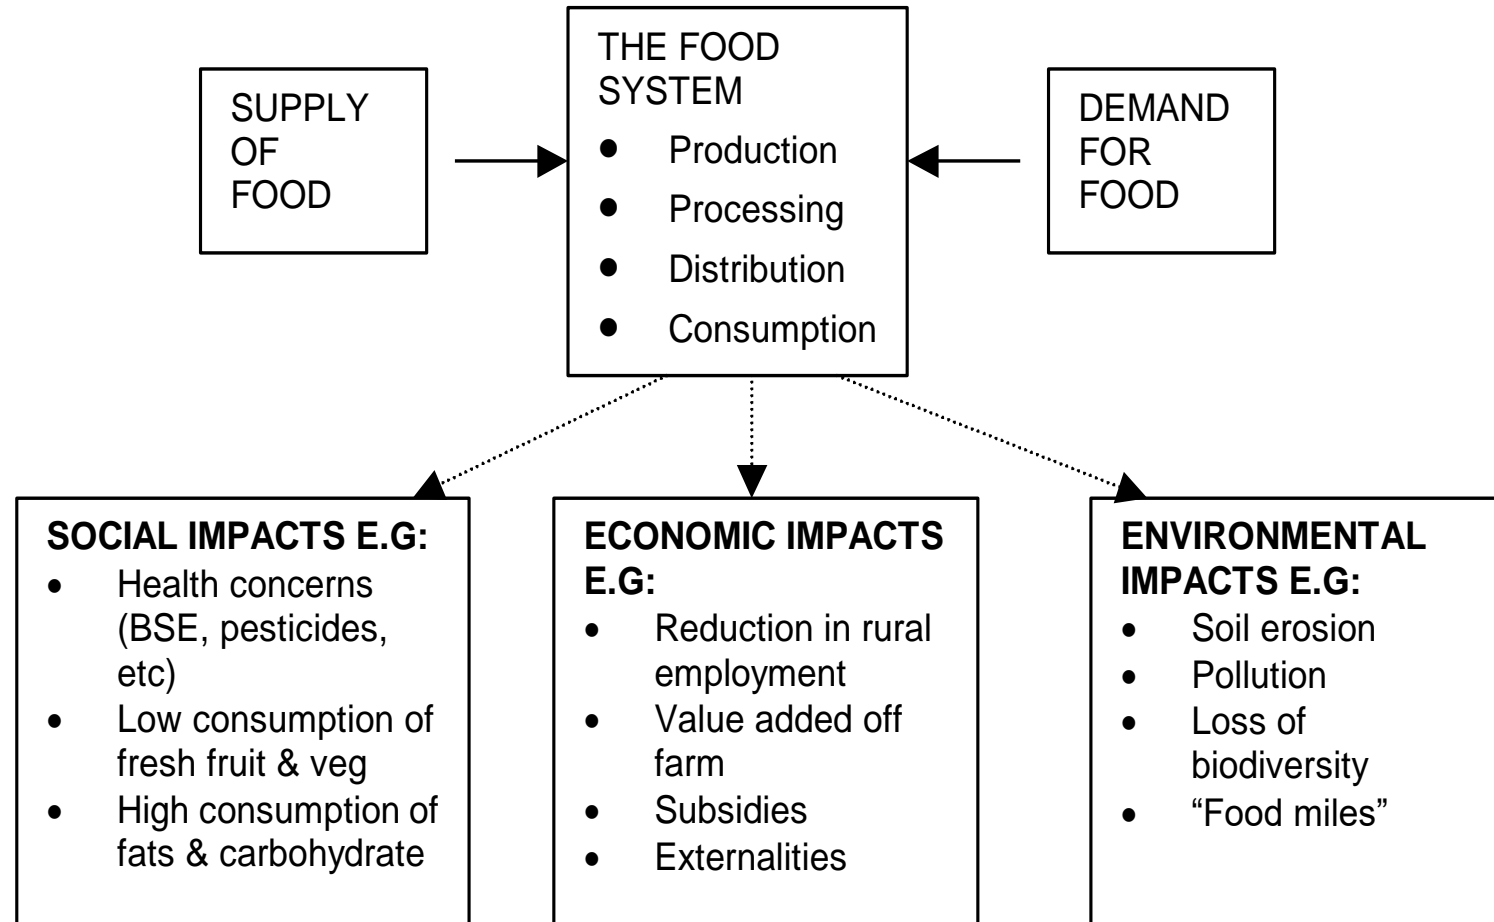 SUPPLY
OF
FOOD
THE FOOD
SYSTEM
● Production
● Processing
● Distribution
● Consumption
DEMAND
FOR
FOOD
SOCIAL IMPACTS E.G:
• Health concerns
(BSE, pesticides,
etc)
• Low consumption of
fresh fruit & veg
• High consumption of
fats & carbohydrate
ECONOMIC IMPACTS
E.G:
• Reduction in rural
employment
• Value added off
farm
• Subsidies
• Externalities
ENVIRONMENTAL
IMPACTS E.G:
• Soil erosion
• Pollution
• Loss of
biodiversity
• “Food miles”